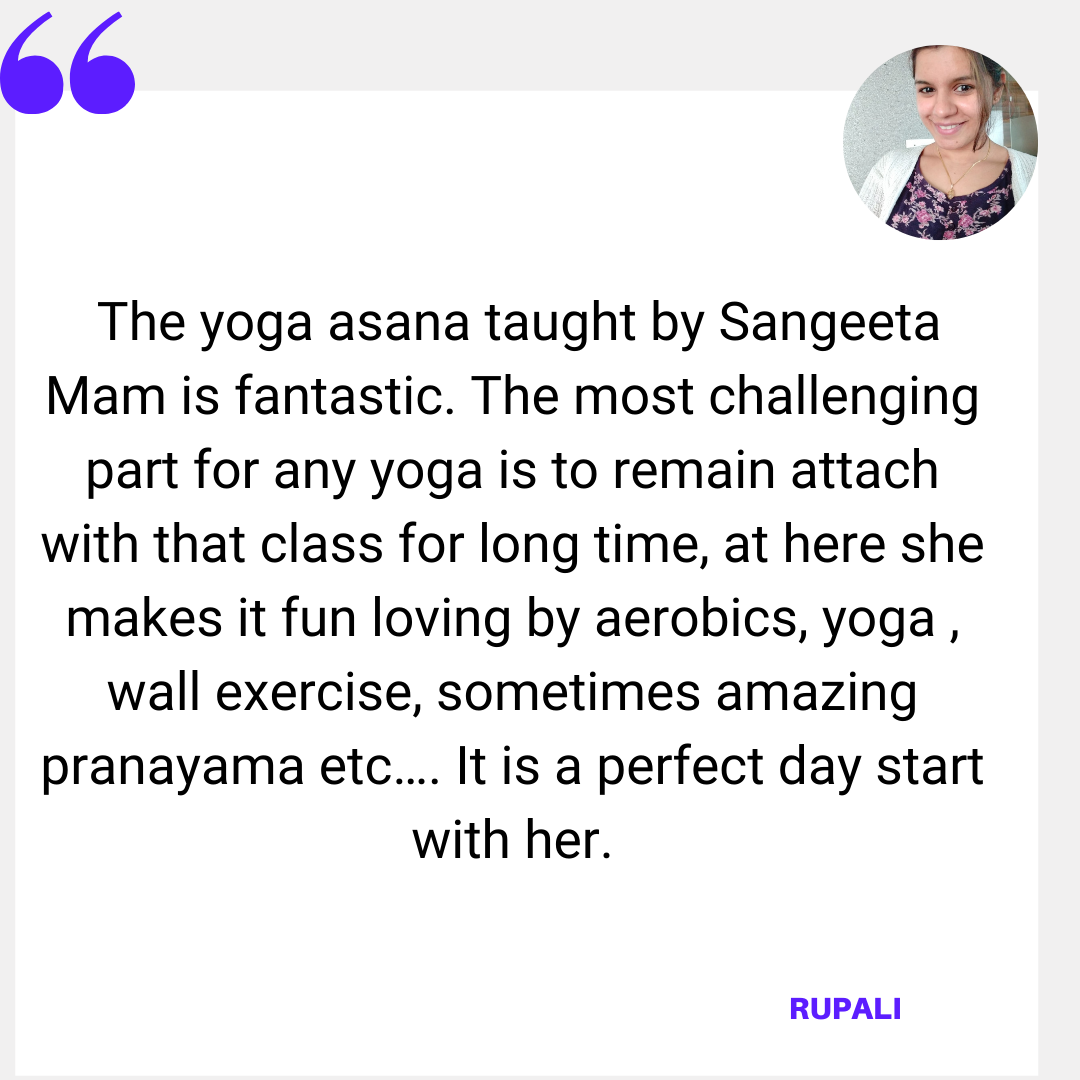 The yoga asana taught by Sangeeta
Mam is fantastic. The most challenging
part for any yoga is to remain attach
with that class for long time, at here she
makes it fun loving by aerobics, yoga ,
wall exercise, sometimes amazing
pranayama etc.... It is a perfect day start
with her.
RUPALI